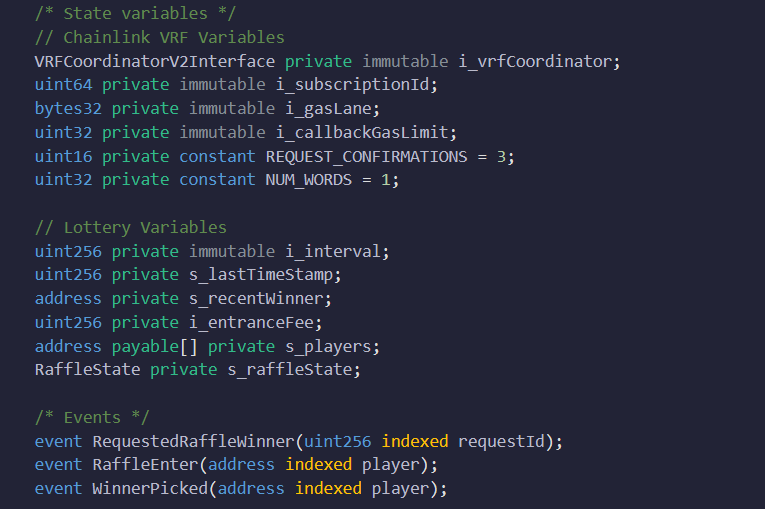 /* State variables */
// Chainlink VRF Variables
VRFCoordinatorV2Interface private immutable i_vrfCoordinator;
uint64 private immutable i_subscriptionId;
bytes32 private immutable i_gasLane;
uint32 private immutable i_callbackGasLimit;
uint16 private constant REQUEST_CONFIRMATIONS = 3;
uint32 private constant NUM_WORDS = 1;
// Lottery Variables
uint256 private immutable i_interval;
uint256 private s_lastTimeStamp;
address private s_recentWinner;
uint256 private i_entranceFee;
address payable[] private s_players;
RaffleState private s_raffleState;
/* Events */
event RequestedRaffleWinner(uint256 indexed requestId);
event RaffleEnter(address indexed player);
event WinnerPicked(address indexed player);